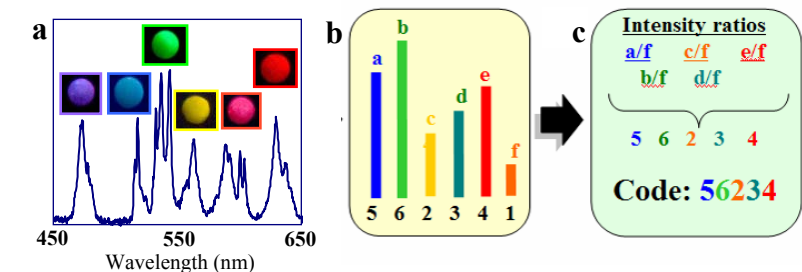 a
450 550 650
Wavelength (nm)
b
a b c d e f
5 6 2 3 4 1
c
Intensity ratios
a/f c/f e/f
b/f d/f
5 6 2 3 4
Code: 56234